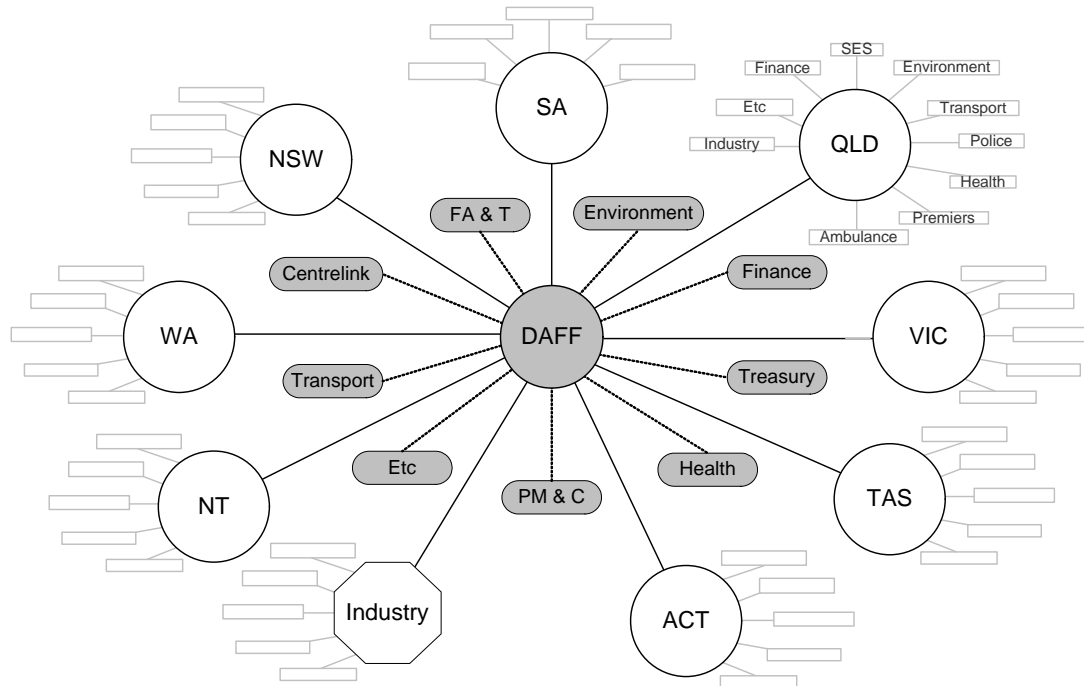 SES
Finance
Environment
SA
Etc
Transport
QLD
Industry
Police
NSW
Health
FA & T
Environment
Premiers
Ambulance
Centrelink
Finance
WA
DAFF
VIC
Transport
Treasury
Etc
Health
PM & C
NT
TAS
Industry
ACT